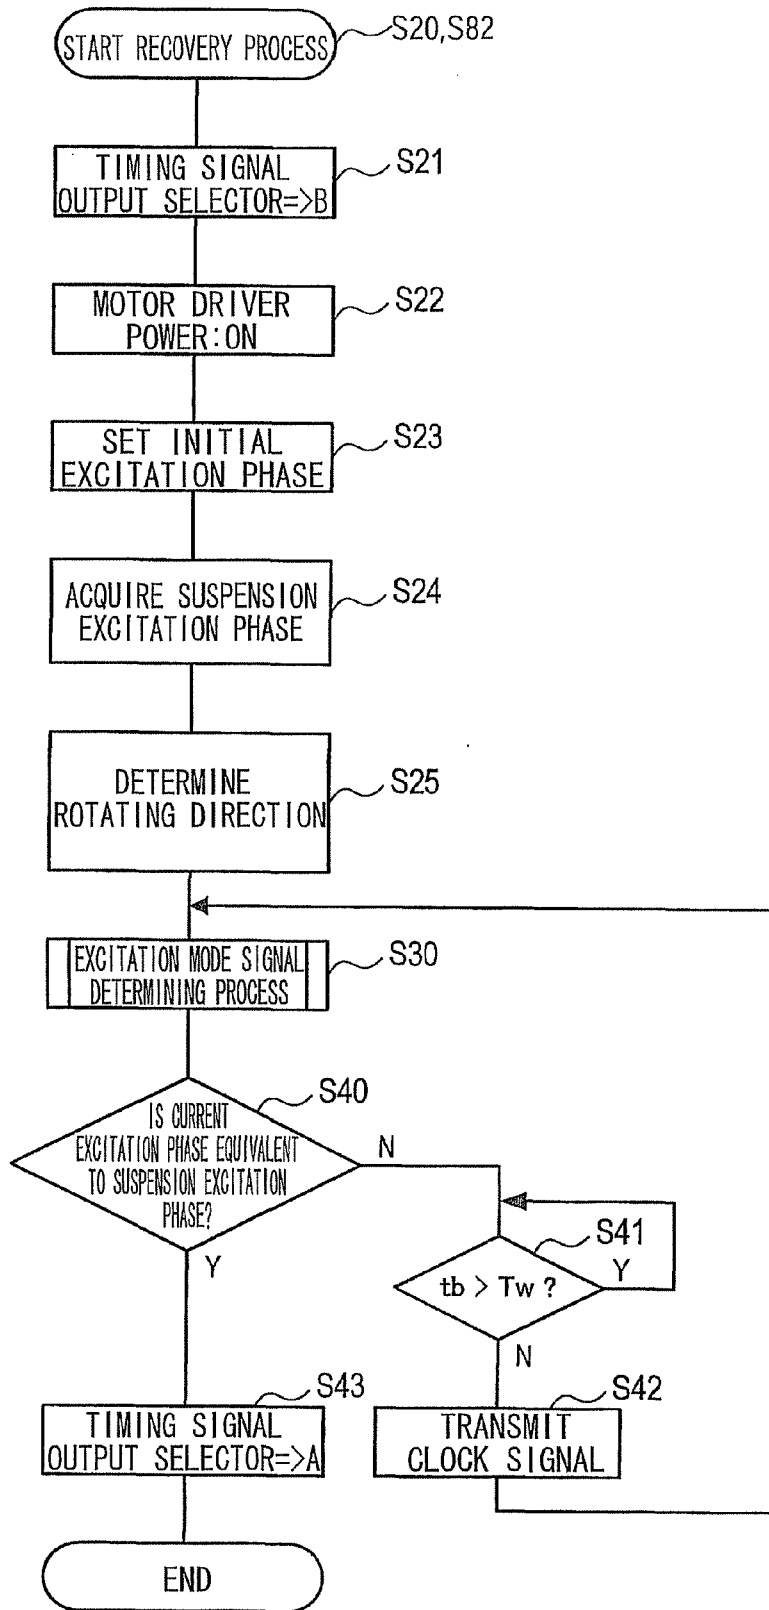 START RECOVERY PROCESS
S20,S82
TIMING SIGNAL
OUTPUT SELECTOR=>B
S21
MOTOR DRIVER
POWER:ON
S22
SET INITIAL
EXCITATION PHASE
S23
ACQUIRE SUSPENSION
EXCITATION PHASE
S24
DETERMINE
ROTATING DIRECTION
S25
EXCITATION MODE SIGNAL
DETERMINING PROCESS
S30
S40
IS CURRENT
EXCITATION PHASE EQUIVALENT
TO SUSPENSION EXCITATION
PHASE?
N
Y
S41
tb > Tw ?
Y
N
S43
TIMING SIGNAL
OUTPUT SELECTOR=>A
S42
TRANSMIT
CLOCK SIGNAL
END